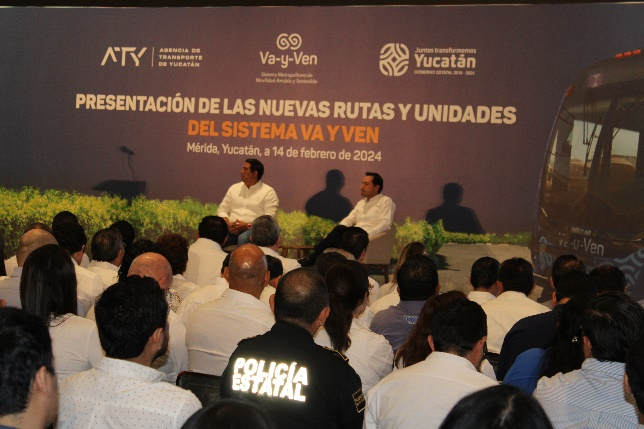 ATY
AGENCIA DE
TRANSPORTE
DE YUCATÁN
Va-y-Ven
Sistema Metropolitano de
Movilidad Amable y Sostenible
Juntos transformemos
Yucatán
GOBIERNO ESTATAL 2018 - 2024
PRESENTACIÓN DE LAS NUEVAS RUTAS Y UNIDADES
DEL SISTEMA VA Y VEN
Mérida, Yucatán, a 14 de febrero de 2024
Va-y-Ven
POLICÍA
ESTATAL